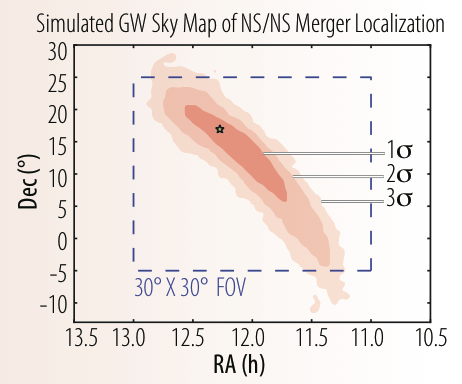 Simulated GW Sky Map of NS/NS Merger Localization
30
25
20
15
10
5
0
−5
−10
Dec (°)
1σ
2σ
3σ
30° X 30° FOV
13.5 13.0 12.5 12.0 11.5 11.0 10.5
RA (h)